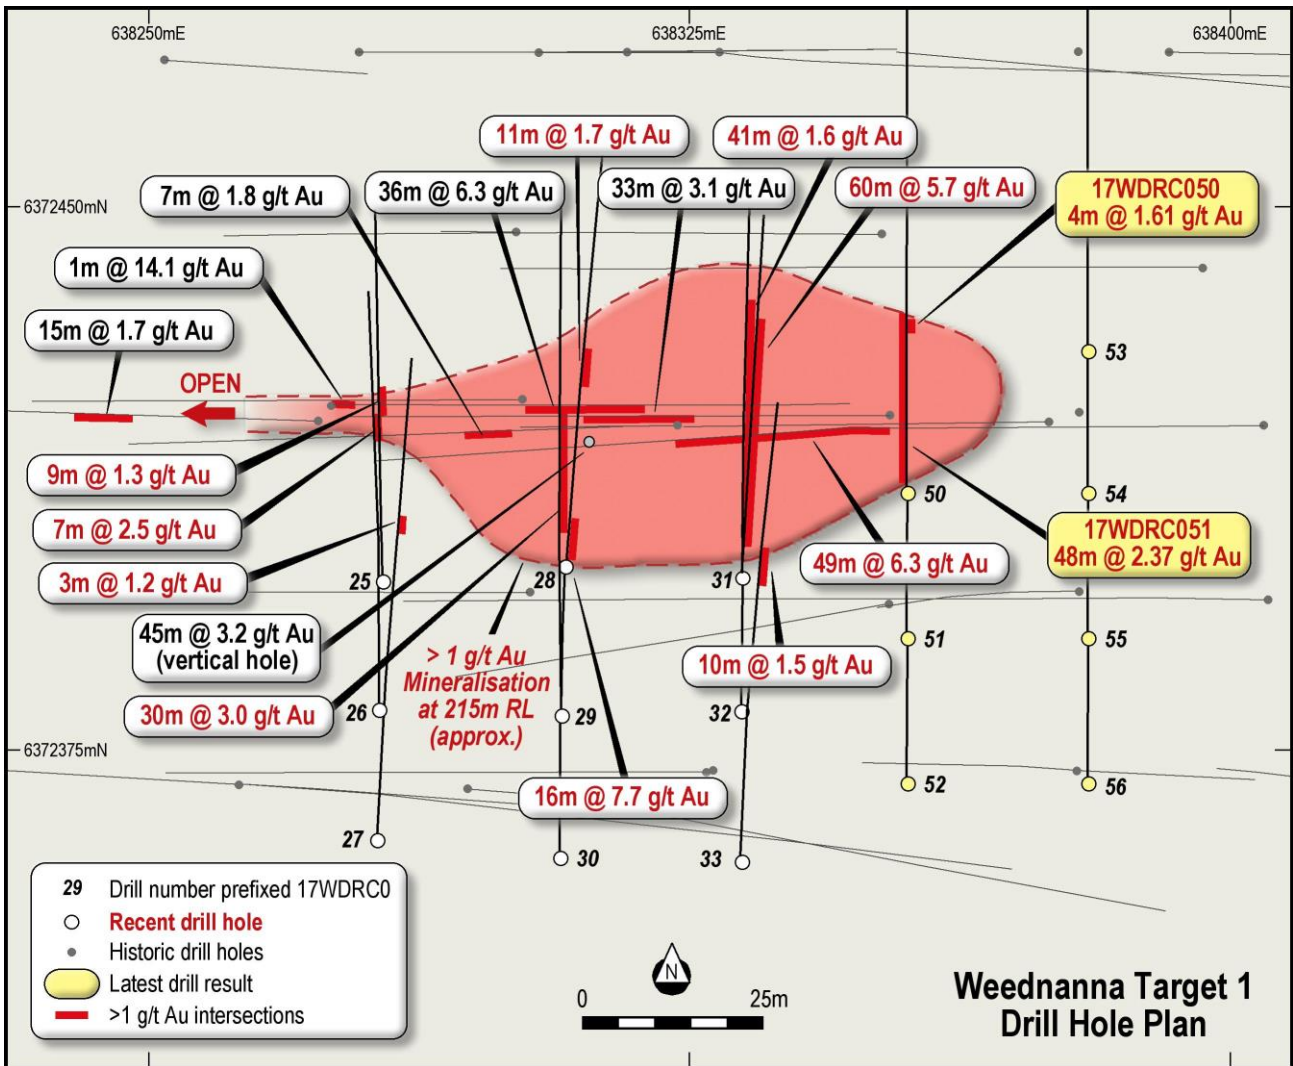 638250mE
638325mE
638400mE
11m @ 1.7 g/t Au
41m @ 1.6 g/t Au
7m @ 1.8 g/t Au
36m @ 6.3 g/t Au
33m @ 3.1 g/t Au
60m @ 5.7 g/t Au
17WDRC050
4m @ 1.61 g/t Au
6372450mN
1m @ 14.1 g/t Au
15m @ 1.7 g/t Au
OPEN
53
9m @ 1.3 g/t Au
50
54
7m @ 2.5 g/t Au
17WDRC051
48m @ 2.37 g/t Au
3m @ 1.2 g/t Au
25
28
31
49m @ 6.3 g/t Au
45m @ 3.2 g/t Au
(vertical hole)
> 1 g/t Au
Mineralisation
at 215m RL
(approx.)
10m @ 1.5 g/t Au
51
55
30m @ 3.0 g/t Au
26
29
32
6372375mN
16m @ 7.7 g/t Au
52
56
27
30
33
29 Drill number prefixed 17WDRC0
Recent drill hole
Historic drill holes
Latest drill result
>1 g/t Au intersections
N
0 25m
Weednanna Target 1
Drill Hole Plan